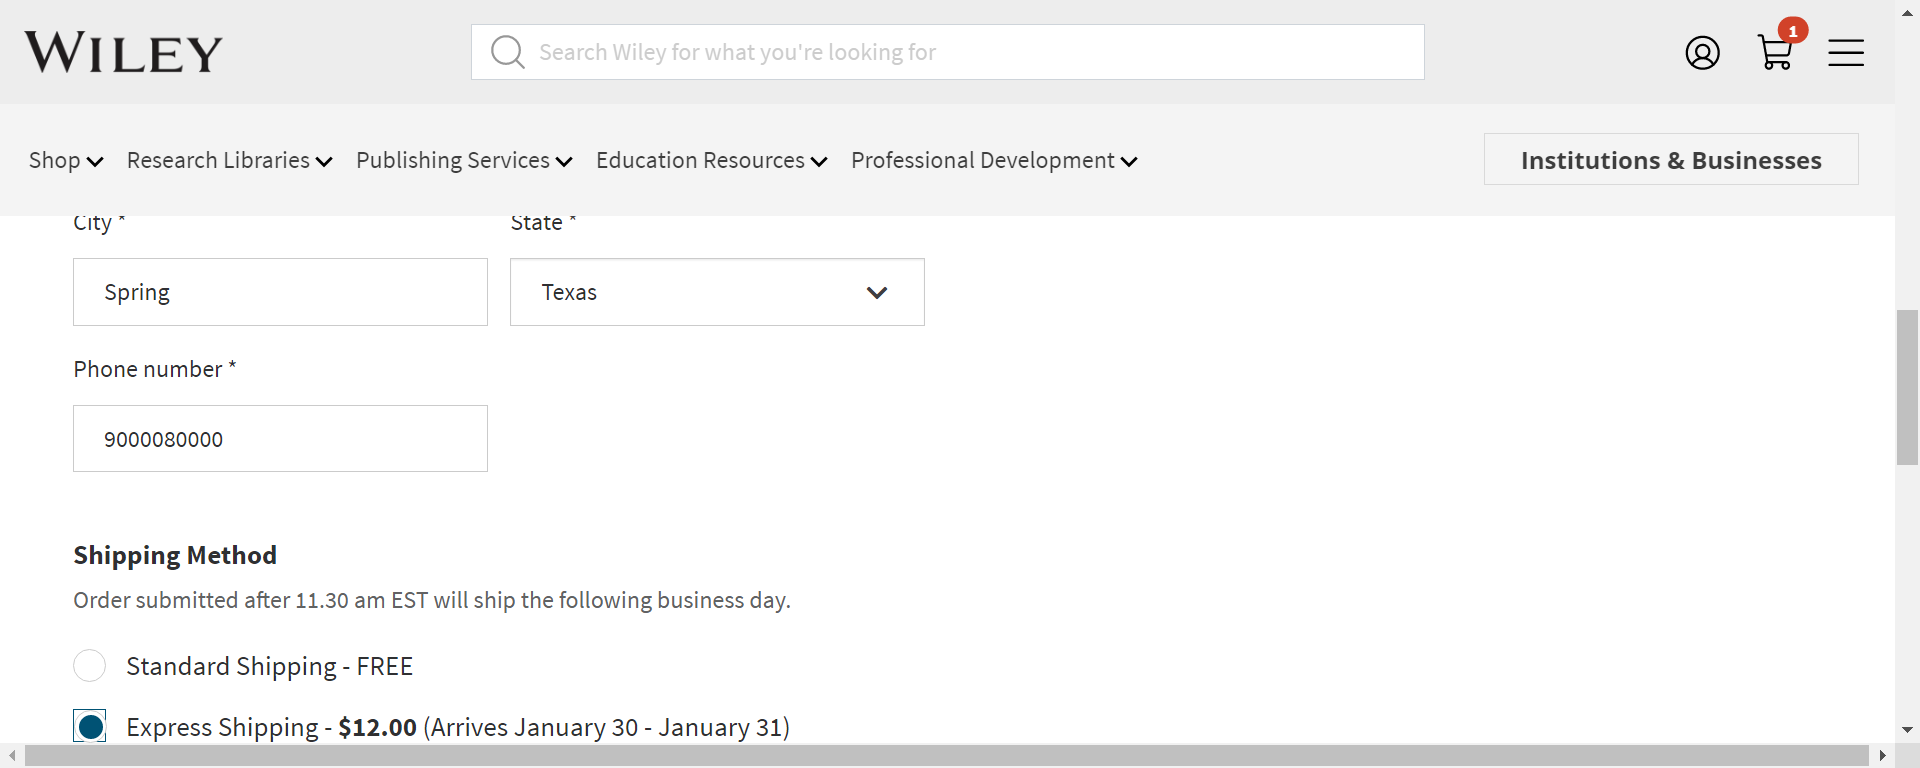 WILEY
Search Wiley for what you're looking for
1
Shop Research Libraries Publishing Services Education Resources Professional Development
Institutions & Businesses
City * State *
Spring Texas
Phone number *
9000080000
Shipping Method
Order submitted after 11.30 am EST will ship the following business day.
Standard Shipping - FREE
Express Shipping - $12.00 (Arrives January 30 - January 31)